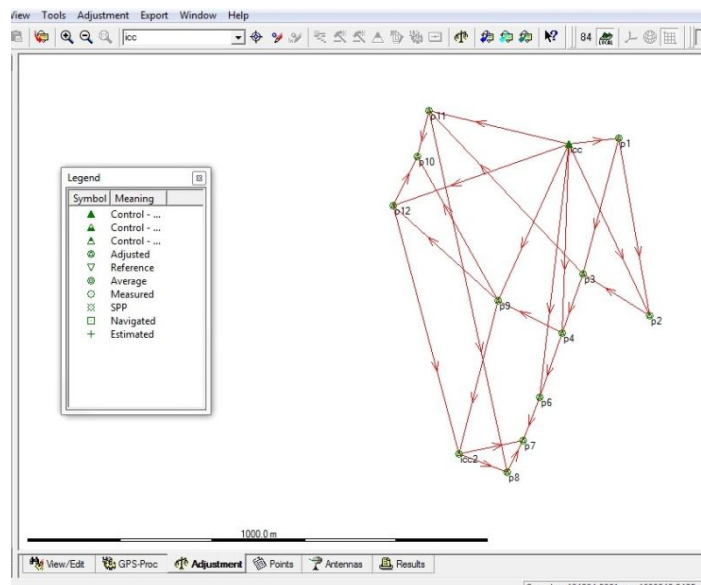 View Tools Adjustment Export Window Help
icc 84
p11
icc p1
p10
Legend
Symbol Meaning
Control - ...
Control - ...
Control - ...
Adjusted
Reference
Average
Measured
SPP
Navigated
Estimated
p12
p3
p9 p2
p4
p6
p7
icc2
p8
1000.0 m
View/Edit GPS-Proc Adjustment Points Antennas Results